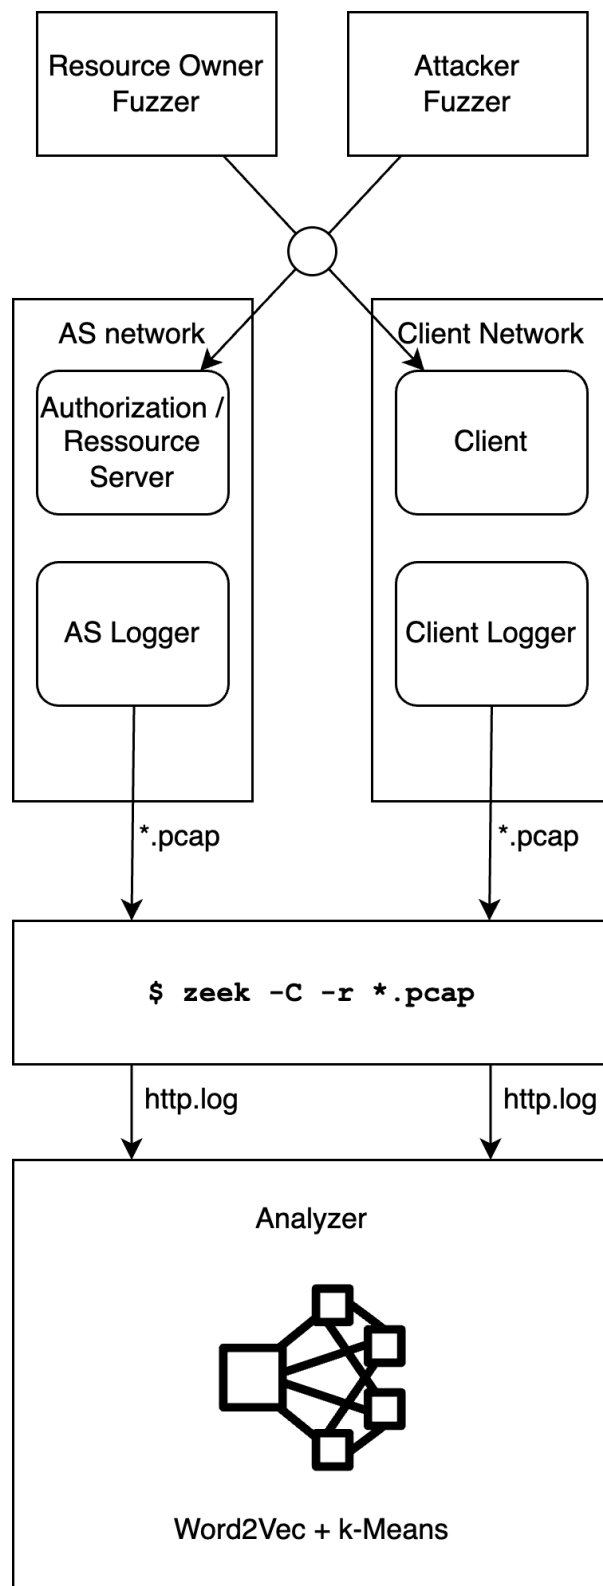 Resource Owner
Fuzzer
Attacker
Fuzzer
AS network
Client Network
Authorization /
Ressource
Server
Client
AS Logger
Client Logger
*.pcap
*.pcap
$ zeek -C -r *.pcap
http.log
http.log
Analyzer
Word2Vec + k-Means